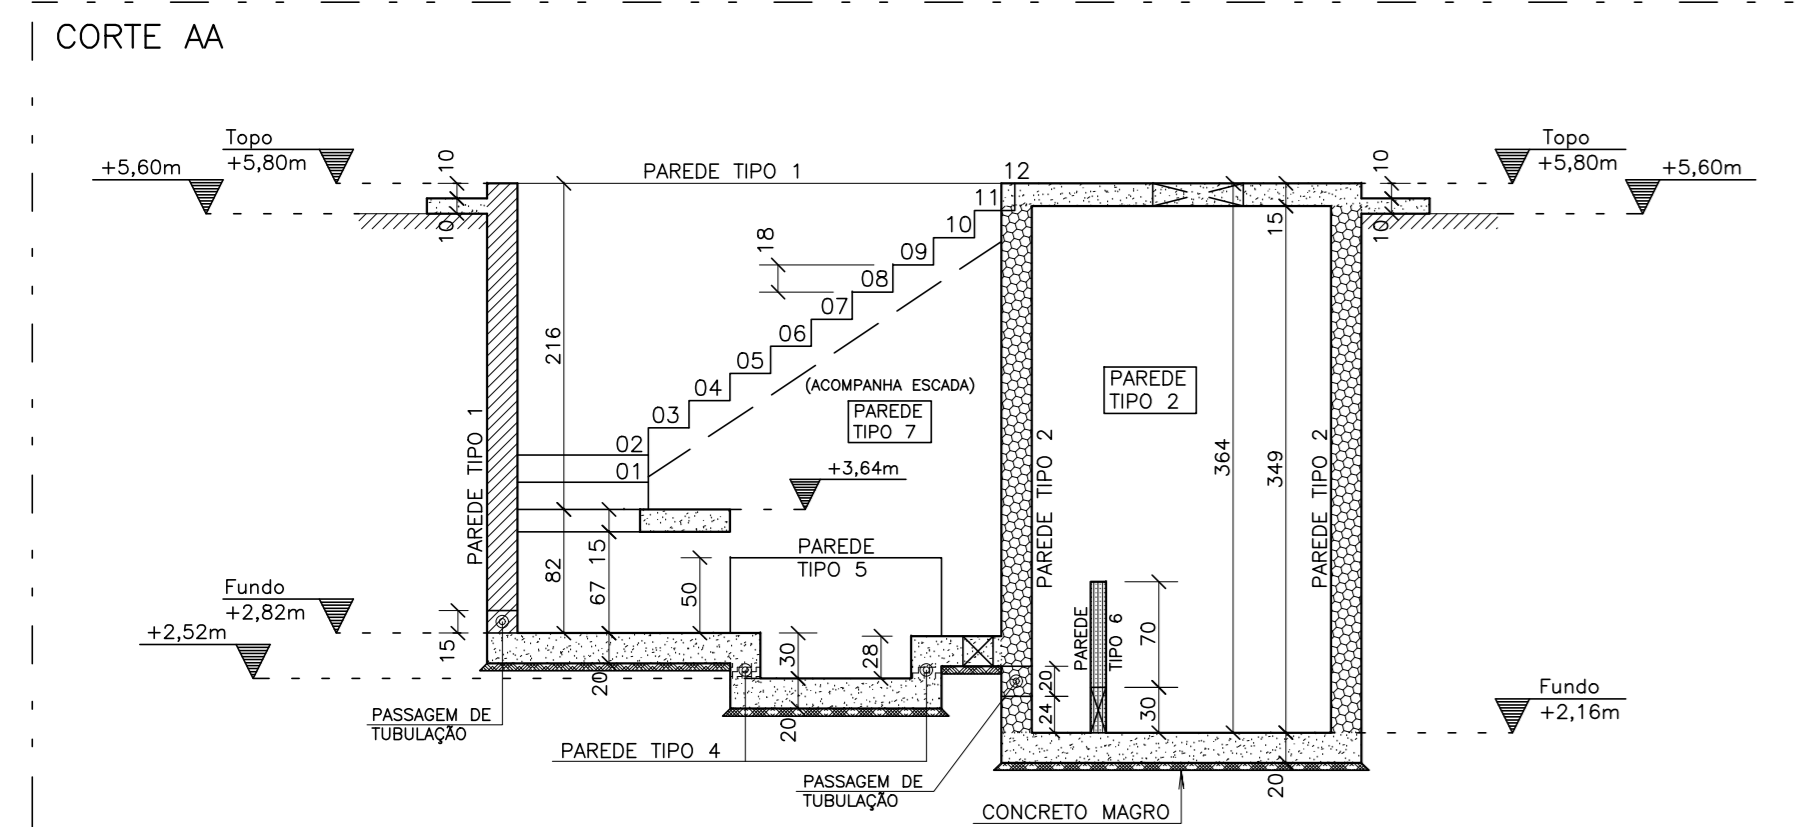 CORTE AA
Topo
+5,80m
+5,60m
10
10
PAREDE TIPO 1
12
11
10
09
08
07
06
05
04
03
02
01
18
216
PAREDE TIPO 1
(ACOMPANHA ESCADA)
PAREDE
TIPO 7
+3,64m
PAREDE
TIPO 2
PAREDE TIPO 2
PAREDE TIPO 2
364
349
15
Topo
+5,80m
+5,60m
10
10
82
15
67
50
PAREDE
TIPO 5
Fundo
+2,82m
+2,52m
15
20
30
28
20
PAREDE
TIPO 6
70
30
20
24
20
Fundo
+2,16m
PASSAGEM DE
TUBULAÇÃO
PAREDE TIPO 4
PASSAGEM DE
TUBULAÇÃO
CONCRETO MAGRO